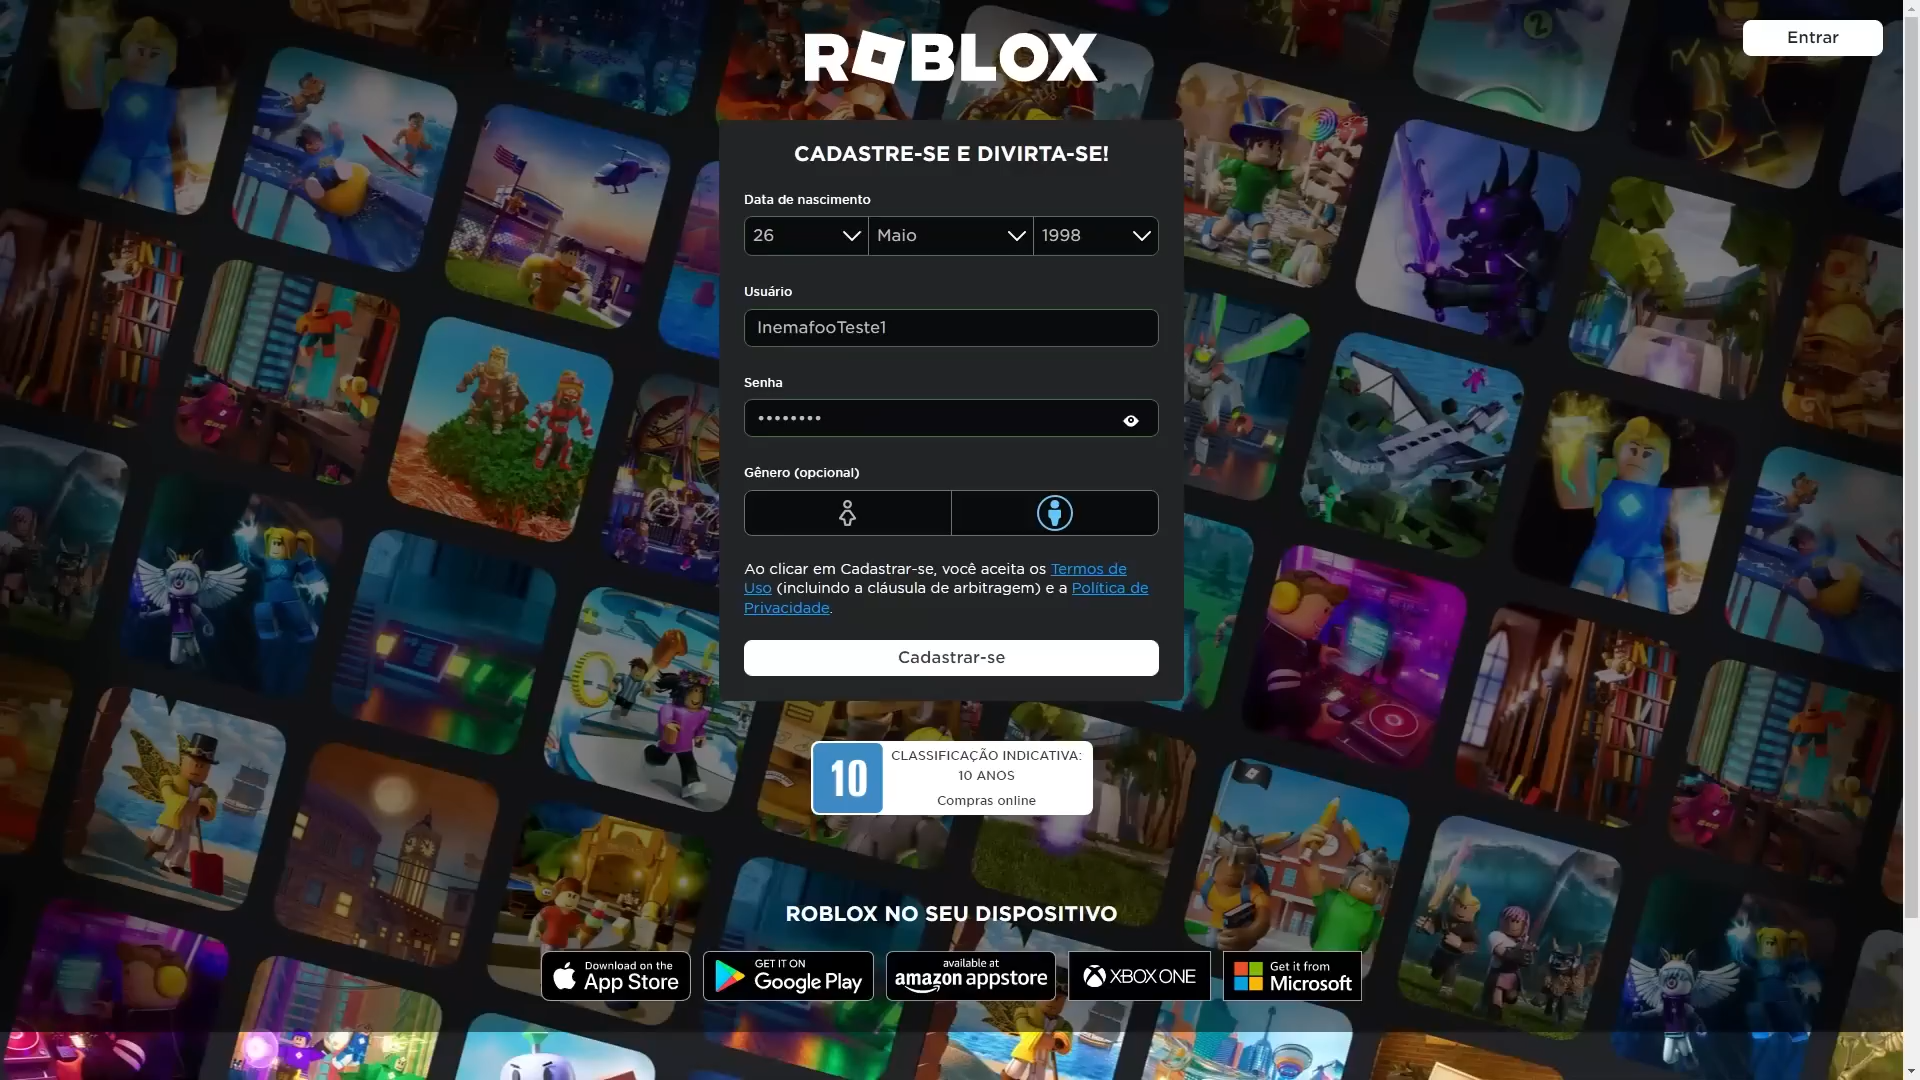 ROBLOX
Entrar
CADASTRE-SE E DIVIRTA-SE!
Data de nascimento
26 Maio 1998
Usuário
InemafooTeste1
Senha
••••••••
Gênero (opcional)
Ao clicar em Cadastrar-se, você aceita os Termos de
Uso (incluindo a cláusula de arbitragem) e a Política de
Privacidade.
Cadastrar-se
10
CLASSIFICAÇÃO INDICATIVA:
10 ANOS
Compras online
ROBLOX NO SEU DISPOSITIVO
Download on the
App Store
GET IT ON
Google Play
available at
amazon appstore
XBOX ONE
Get it from
Microsoft